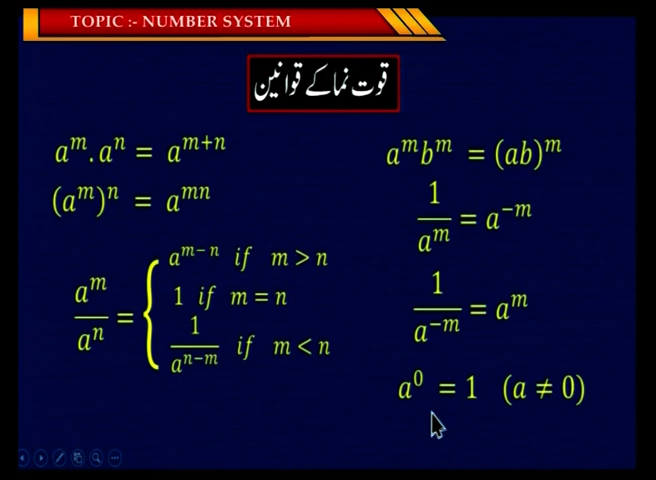 TOPIC :- NUMBER SYSTEM
قوت نما کے قوانین
a^m . a^n = a^{m+n}
(a^m)^n = a^{mn}
a^m / a^n = { a^{m-n} if m > n
1 if m = n
1 / a^{n-m} if m < n
a^m b^m = (ab)^m
1 / a^m = a^{-m}
1 / a^{-m} = a^m
a^0 = 1 (a ≠ 0)